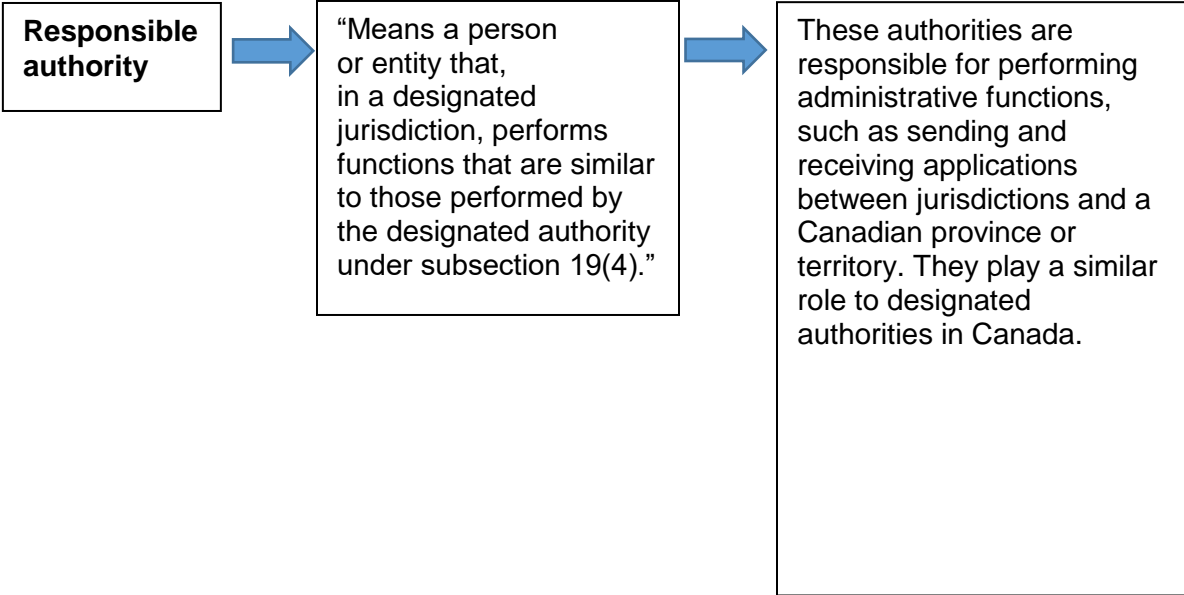 Responsible
authority
“Means a person
or entity that,
in a designated
jurisdiction, performs
functions that are similar
to those performed by
the designated authority
under subsection 19(4).”
These authorities are
responsible for performing
administrative functions,
such as sending and
receiving applications
between jurisdictions and a
Canadian province or
territory. They play a similar
role to designated
authorities in Canada.